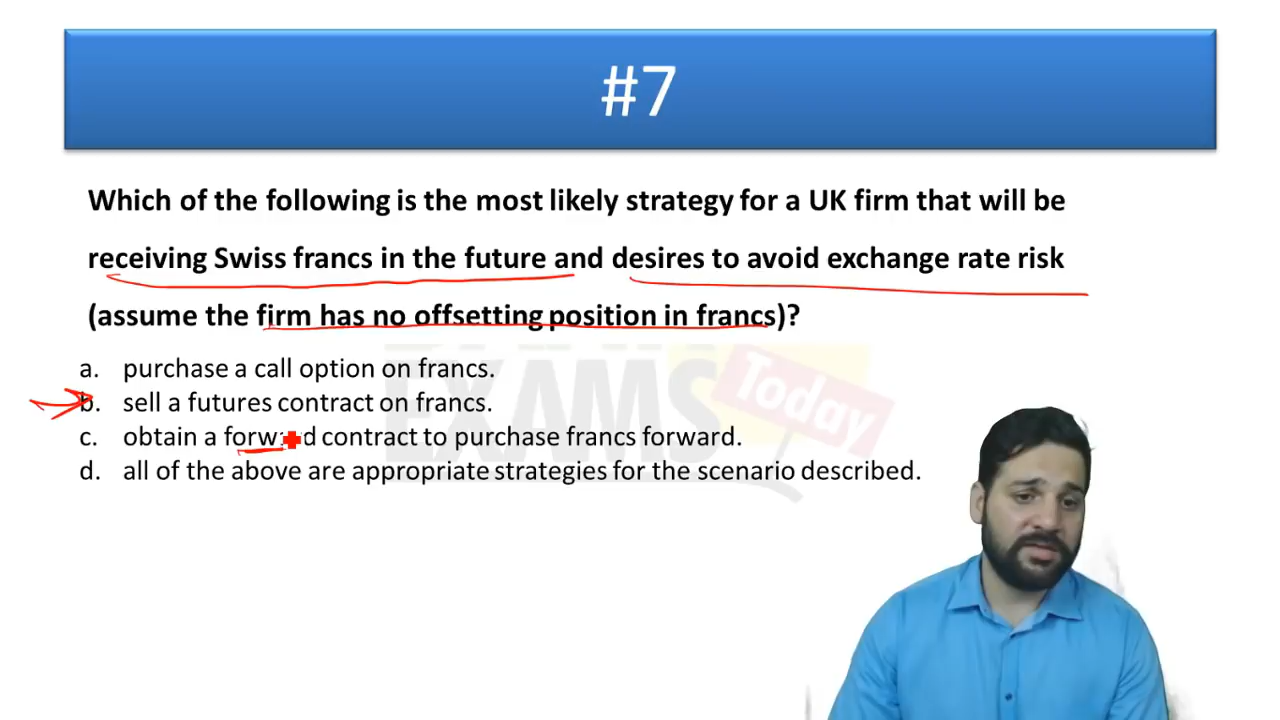 #7
Which of the following is the most likely strategy for a UK firm that will be
receiving Swiss francs in the future and desires to avoid exchange rate risk
(assume the firm has no offsetting position in francs)?
a. purchase a call option on francs.
b. sell a futures contract on francs.
c. obtain a forward contract to purchase francs forward.
d. all of the above are appropriate strategies for the scenario described.
EXAMS Today